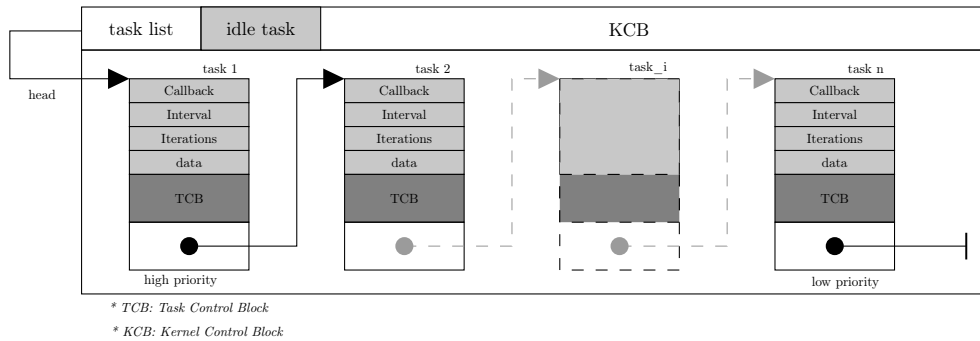 task list
idle task
KCB
head
task 1
task 2
task_i
task n
Callback
Interval
Iterations
data
TCB
high priority
Callback
Interval
Iterations
data
TCB
Callback
Interval
Iterations
data
TCB
low priority
* TCB: Task Control Block
* KCB: Kernel Control Block